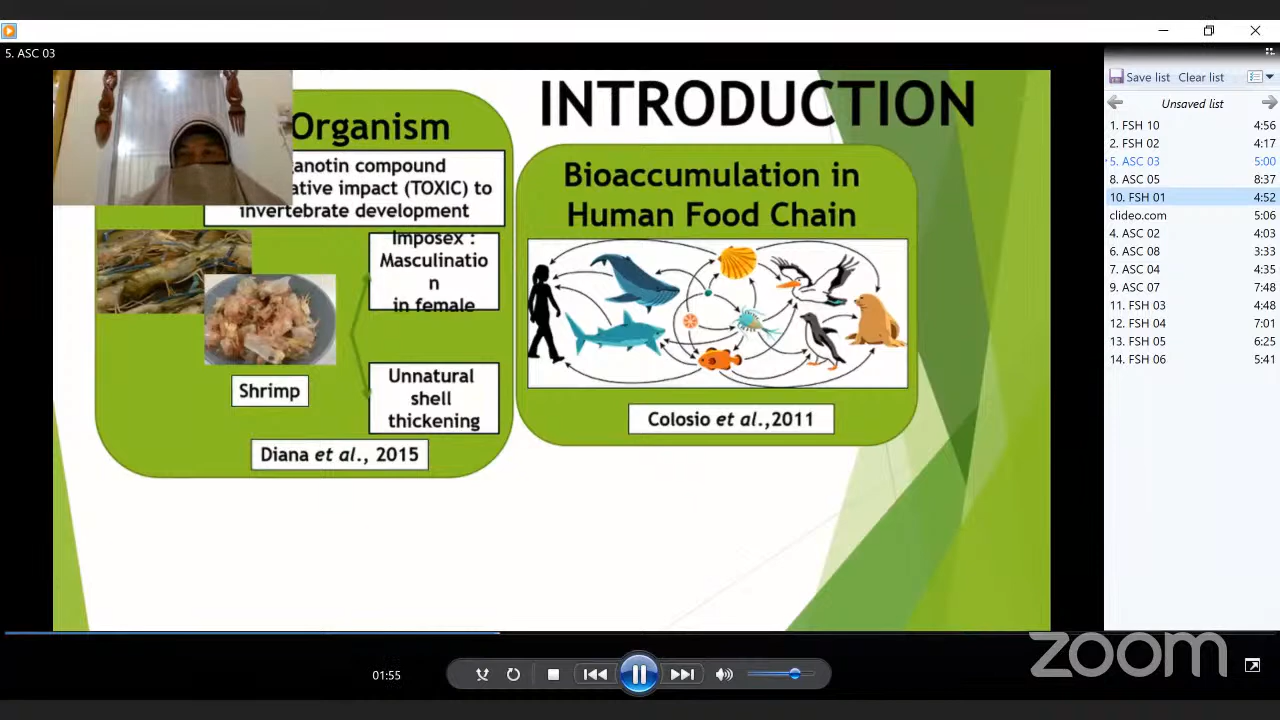 5. ASC 03
INTRODUCTION
Organism
compound
impact (TOXIC) to
invertebrate development
Imposex :
Masculinatio
n
in female
Shrimp
Unnatural
shell
thickening
Diana et al., 2015
Bioaccumulation in
Human Food Chain
Colosio et al.,2011
Save list Clear list
Unsaved list
1. FSH 10 4:56
2. FSH 02 4:17
5. ASC 03 5:00
8. ASC 05 8:37
10. FSH 01 4:52
clideo.com 5:06
4. ASC 02 4:03
6. ASC 08 3:33
7. ASC 04 4:35
9. ASC 07 7:48
11. FSH 03 4:48
12. FSH 04 7:01
13. FSH 05 6:25
14. FSH 06 5:41
01:55
zoom